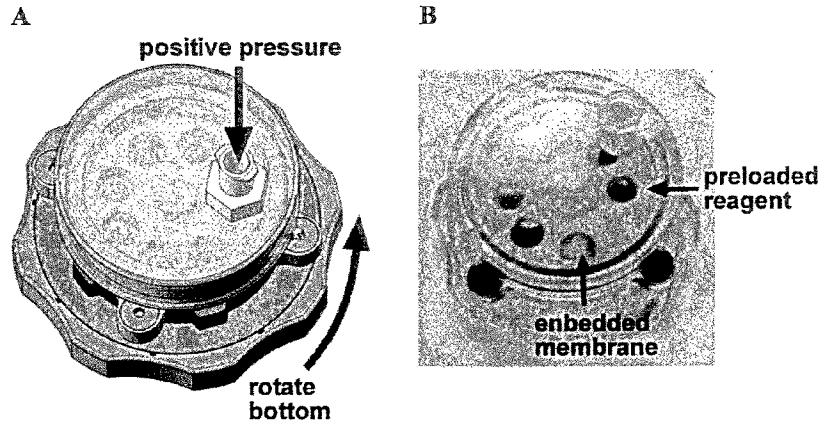 A
positive pressure
rotate
bottom
B
preloaded
reagent
enbedded
membrane